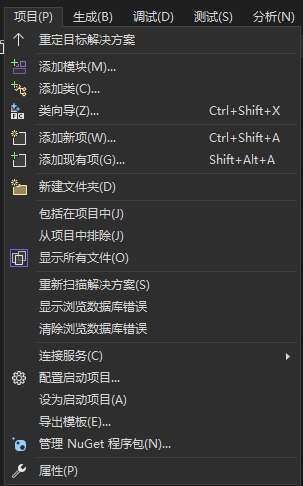 项目(P) 生成(B) 调试(D) 测试(S) 分析(N)
重定目标解决方案
添加模块(M)...
添加类(C)...
类向导(Z)... Ctrl+Shift+X
添加新项(W)... Ctrl+Shift+A
添加现有项(G)... Shift+Alt+A
新建文件夹(D)
包括在项目中(J)
从项目中排除(J)
显示所有文件(O)
重新扫描解决方案(S)
显示浏览数据库错误
清除浏览数据库错误
连接服务(C)
配置启动项目...
设为启动项目(A)
导出模板(E)...
管理 NuGet 程序包(N)...
属性(P)